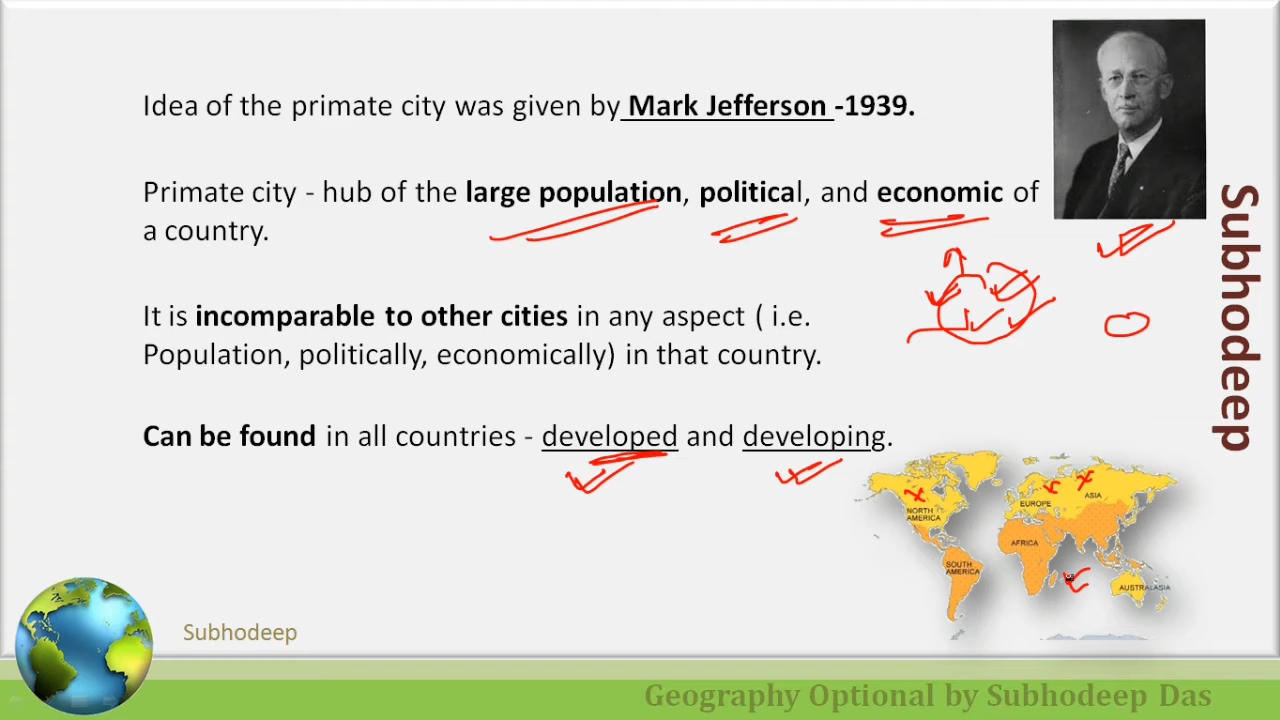 Idea of the primate city was given by Mark Jefferson -1939.
Primate city - hub of the large population, political, and economic of
a country.
It is incomparable to other cities in any aspect ( i.e.
Population, politically, economically) in that country.
Can be found in all countries - developed and developing.
Subhodeep
NORTH
AMERICA
EUROPE
ASIA
AFRICA
SOUTH
AMERICA
AUSTRALASIA
Subhodeep
Geography Optional by Subhodeep Das